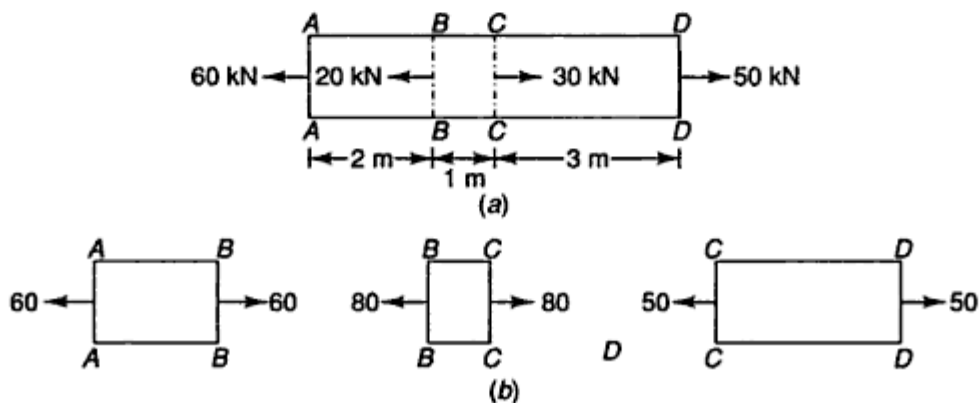 A B C D
60 kN 20 kN 30 kN 50 kN
A B C D
2 m 1 m 3 m
(a)
A B B C C D
60 60 80 80 50 50
A B B C D C D
(b)